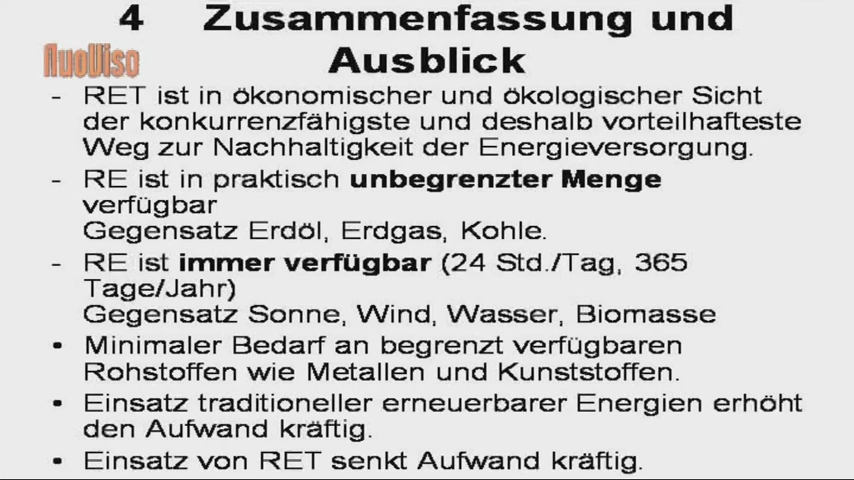 4 Zusammenfassung und
Ausblick
NuoViso
- RET ist in ökonomischer und ökologischer Sicht
der konkurrenzfähigste und deshalb vorteilhafteste
Weg zur Nachhaltigkeit der Energieversorgung.
- RE ist in praktisch unbegrenzter Menge
verfügbar
Gegensatz Erdöl, Erdgas, Kohle.
- RE ist immer verfügbar (24 Std./Tag, 365
Tage/Jahr)
Gegensatz Sonne, Wind, Wasser, Biomasse
• Minimaler Bedarf an begrenzt verfügbaren
Rohstoffen wie Metallen und Kunststoffen.
• Einsatz traditioneller erneuerbarer Energien erhöht
den Aufwand kräftig.
• Einsatz von RET senkt Aufwand kräftig.